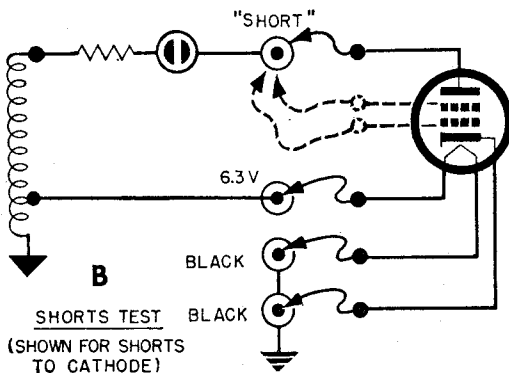 "SHORT"
6.3 V
B
BLACK
SHORTS TEST
BLACK
(SHOWN FOR SHORTS
TO CATHODE)